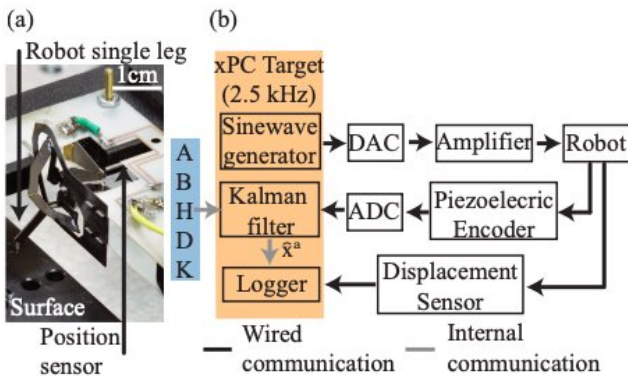 (a)
Robot single leg
1cm
Surface
Position
sensor
A
B
H
D
K
(b)
xPC Target
(2.5 kHz)
Sinewave
generator
DAC
Amplifier
Robot
Kalman
filter
ADC
Piezoelecric
Encoder
x̂ᵃ
Logger
Displacement
Sensor
Wired
communication
Internal
communication